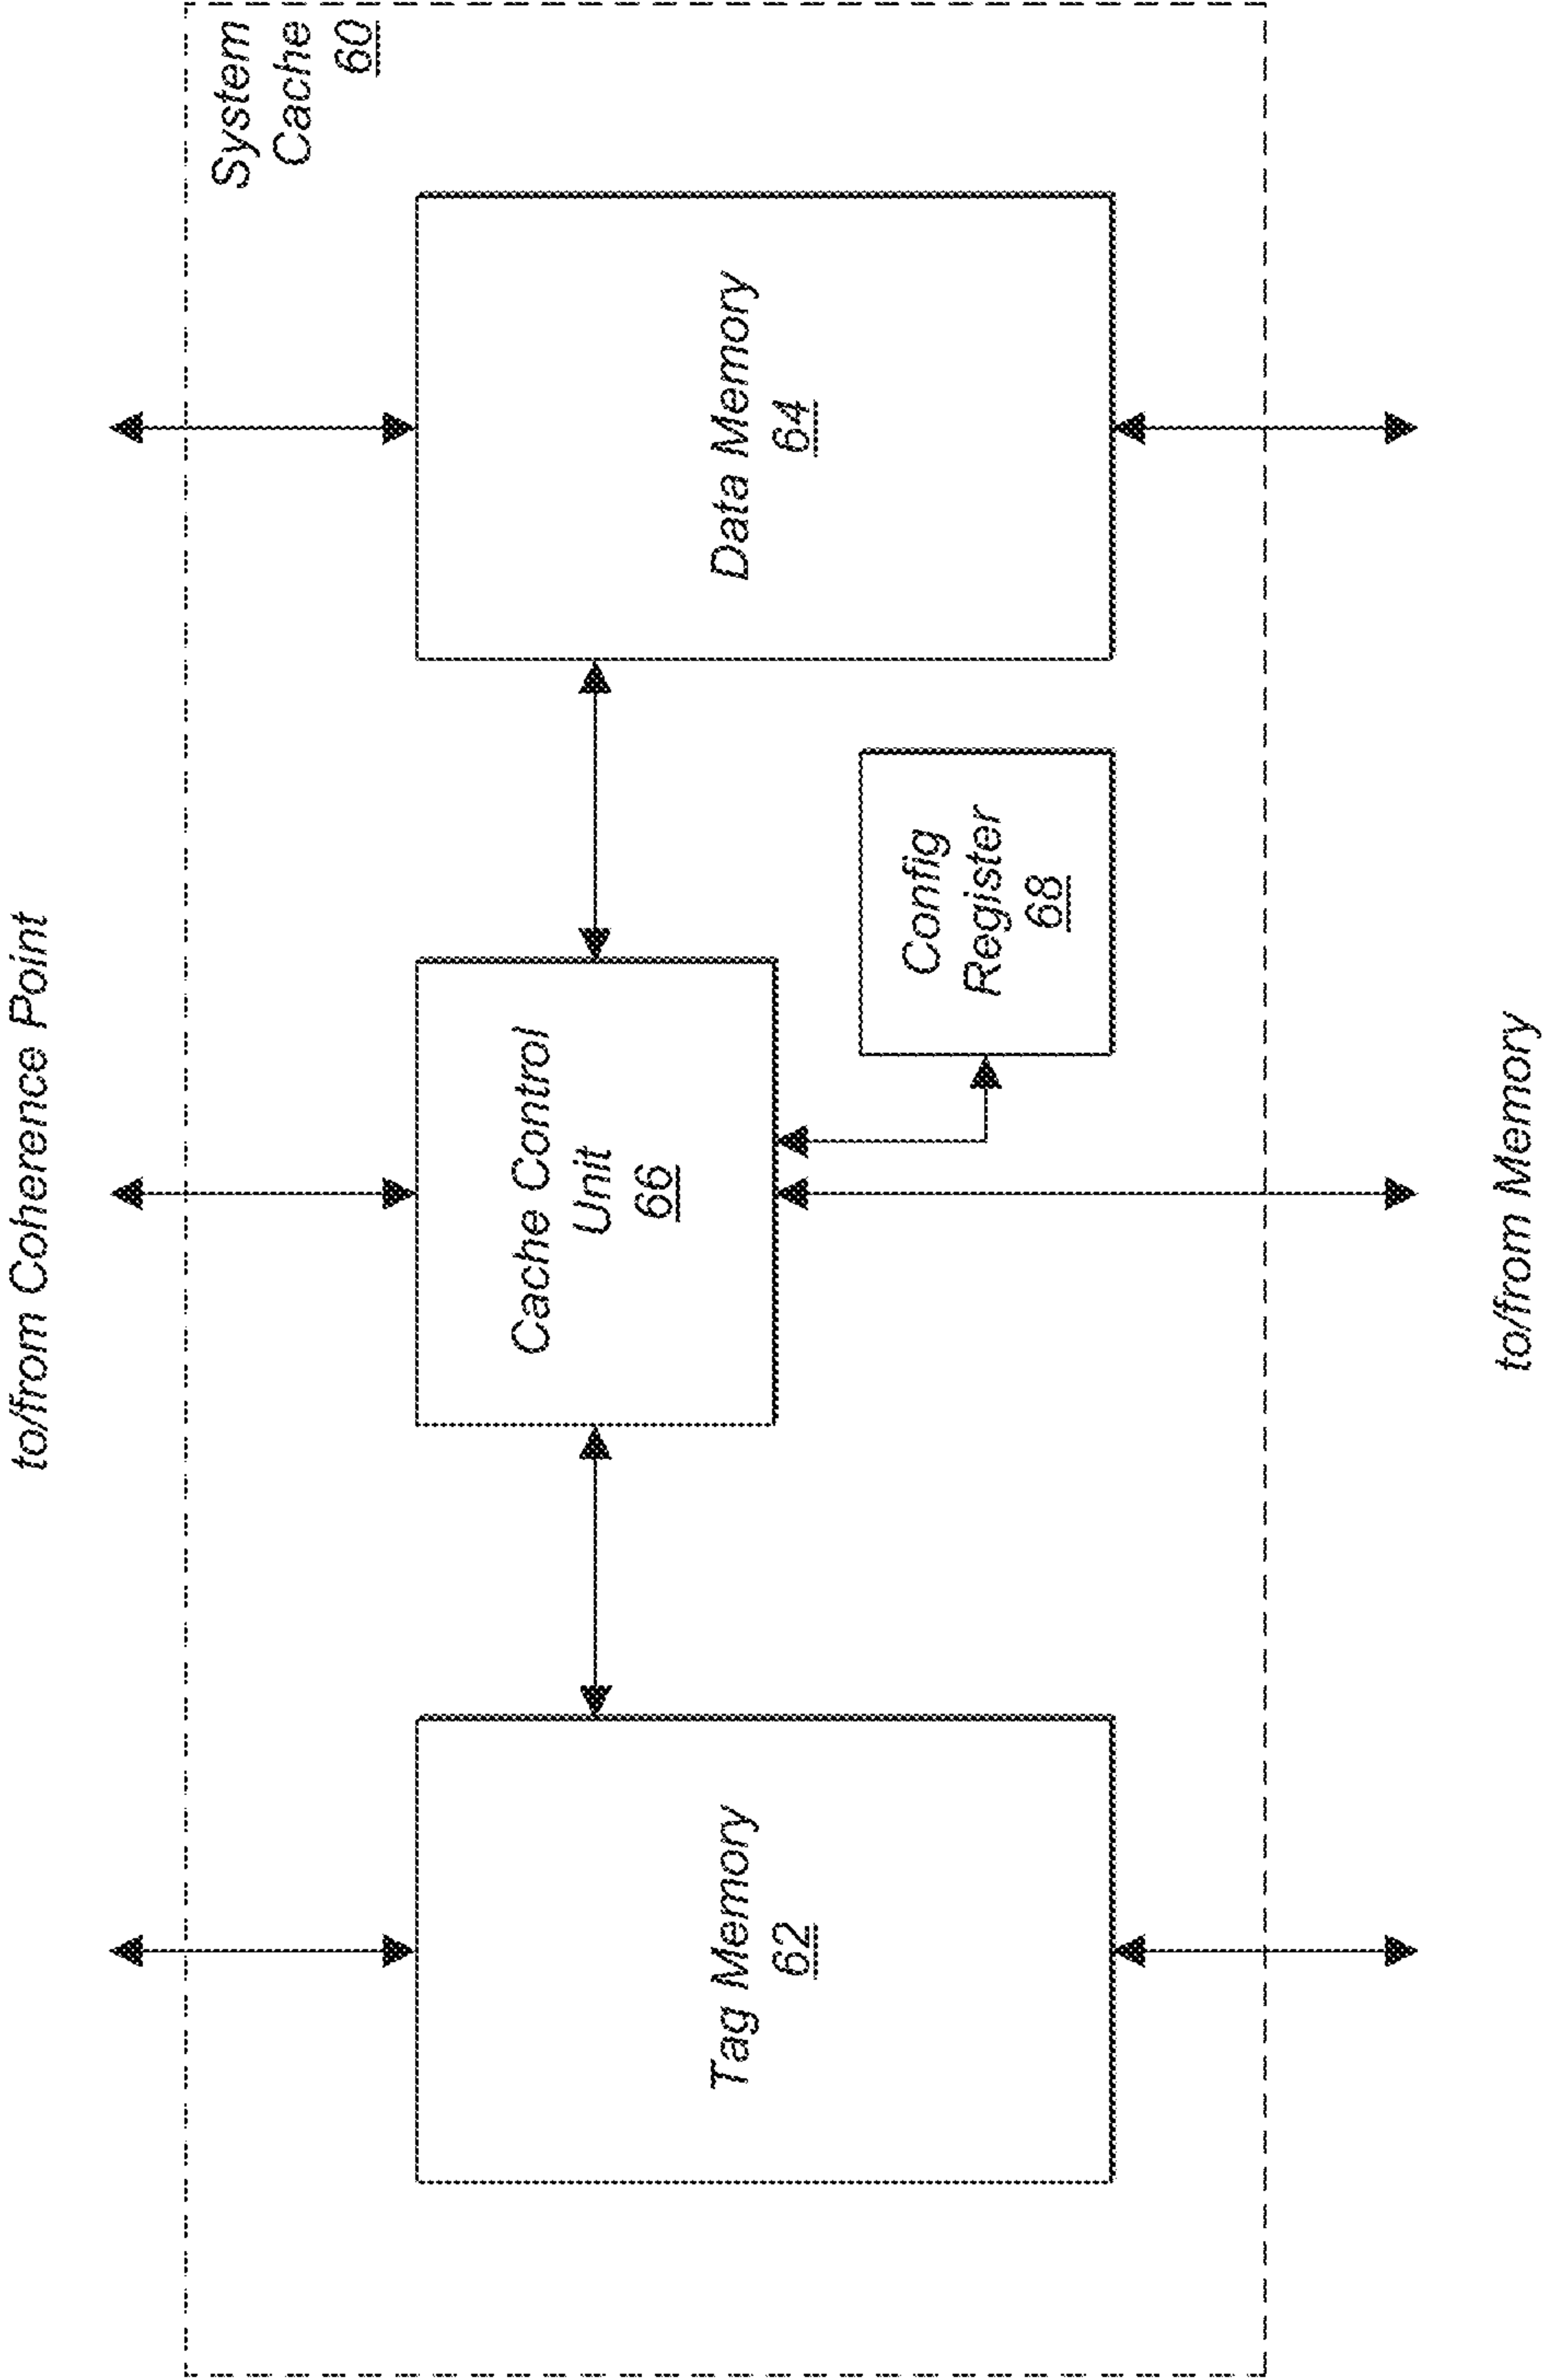 to/from Coherence Point
System
Cache
60
Tag Memory
62
Cache Control
Unit
66
Data Memory
64
Config
Register
68
to/from Memory